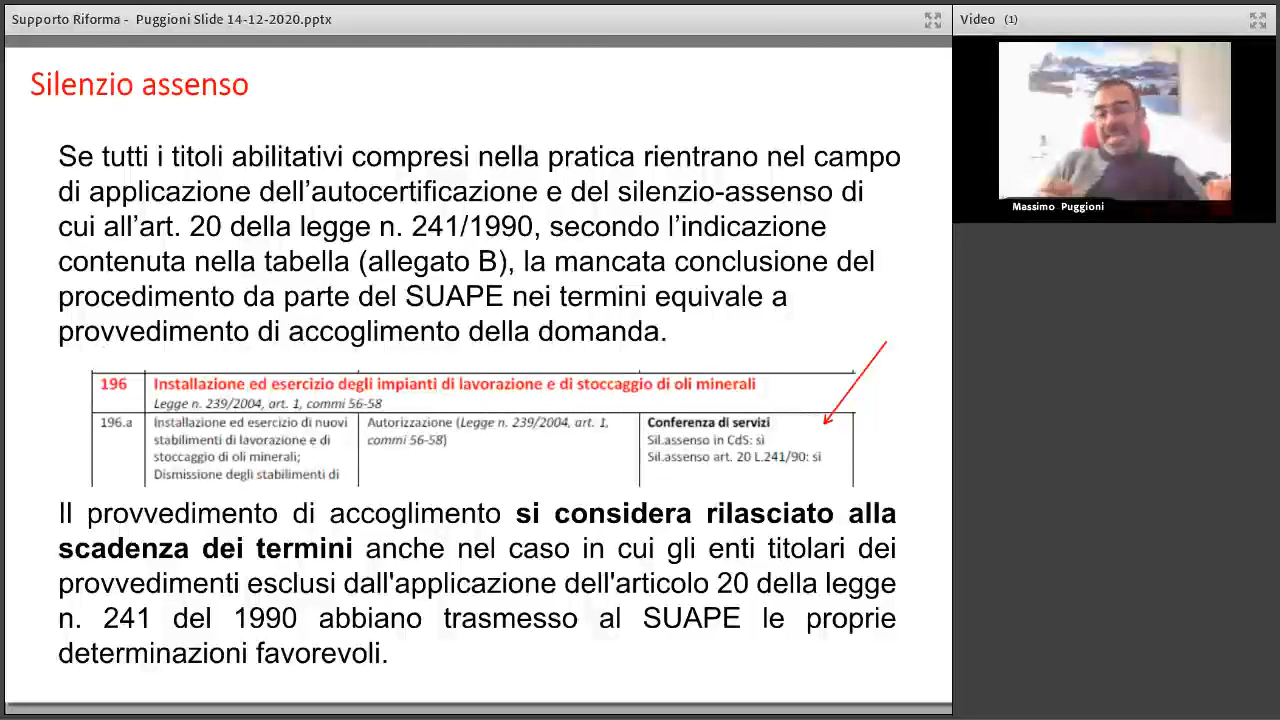 Supporto Riforma - Puggioni Slide 14-12-2020.pptx
Video (1)
Massimo Puggioni
Silenzio assenso
Se tutti i titoli abilitativi compresi nella pratica rientrano nel campo
di applicazione dell’autocertificazione e del silenzio-assenso di
cui all’art. 20 della legge n. 241/1990, secondo l’indicazione
contenuta nella tabella (allegato B), la mancata conclusione del
procedimento da parte del SUAPE nei termini equivale a
provvedimento di accoglimento della domanda.
196 Installazione ed esercizio degli impianti di lavorazione e di stoccaggio di oli minerali
Legge n. 239/2004, art. 1, commi 56-58
196.a
Installazione ed esercizio di nuovi
stabilimenti di lavorazione e di
stoccaggio di oli minerali;
Dismissione degli stabilimenti di
Autorizzazione (Legge n. 239/2004, art. 1,
commi 56-58)
Conferenza di servizi
Sil.assenso in CdS: sì
Sil.assenso art. 20 L.241/90: sì
Il provvedimento di accoglimento si considera rilasciato alla
scadenza dei termini anche nel caso in cui gli enti titolari dei
provvedimenti esclusi dall'applicazione dell'articolo 20 della legge
n. 241 del 1990 abbiano trasmesso al SUAPE le proprie
determinazioni favorevoli.